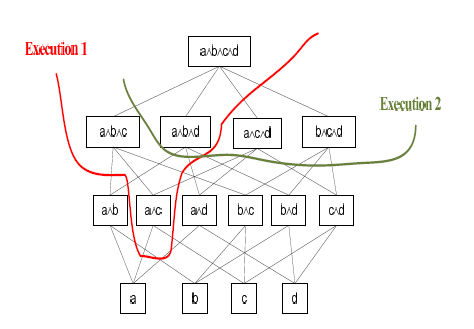 a∧b∧c∧d
Execution 1
Execution 2
a∧b∧c
a∧b∧d
a∧c∧d
b∧c∧d
a∧b
a∧c
a∧d
b∧c
b∧d
c∧d
a
b
c
d